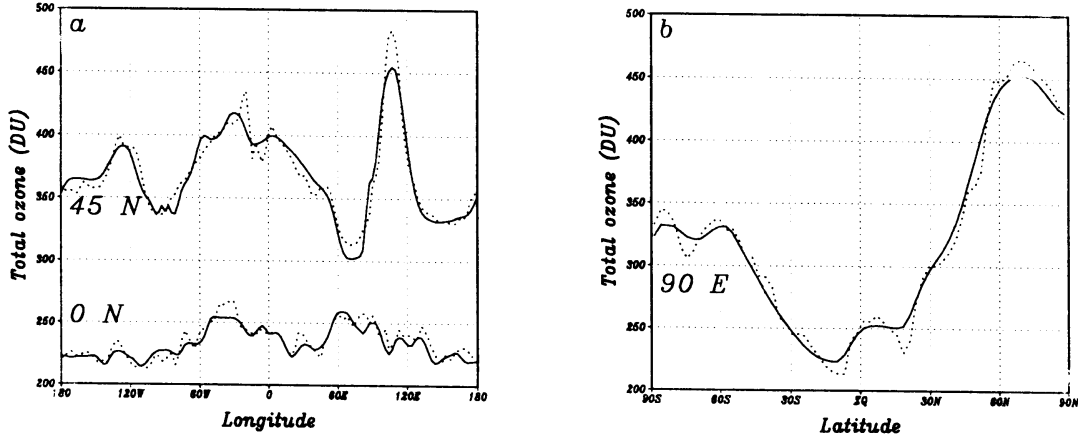 a
500
450
400
350
300
250
200
Total ozone (DU)
45 N
0 N
180
120W
60W
0
60E
120E
180
Longitude
b
500
450
400
350
300
250
200
Total ozone (DU)
90 E
90S
60S
30S
EQ
30N
60N
90N
Latitude